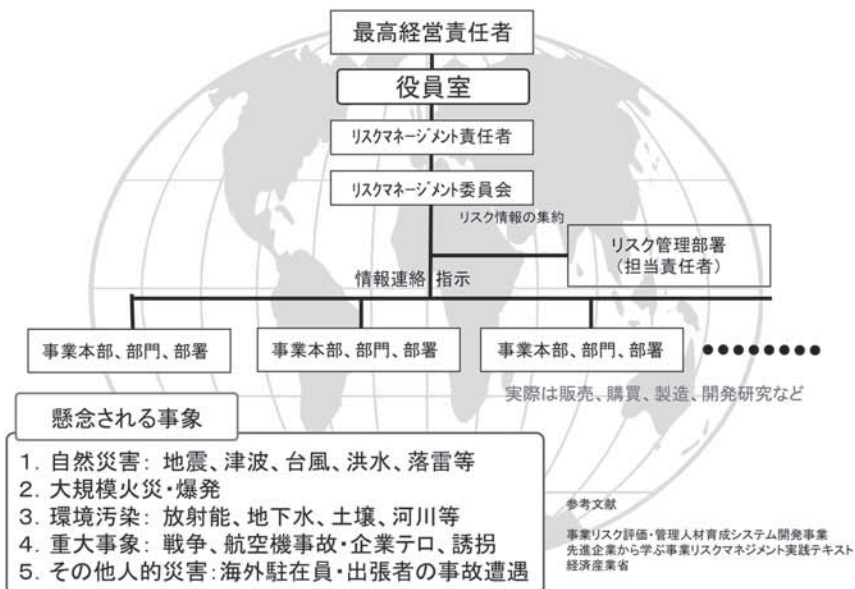 最高経営責任者
役員室
リスクマネージメント責任者
リスクマネージメント委員会
リスク情報の集約
リスク管理部署
(担当責任者)
情報連絡 指示
事業本部、部門、部署
事業本部、部門、部署
事業本部、部門、部署
実際は販売、購買、製造、開発研究など
懸念される事象
1. 自然災害: 地震、津波、台風、洪水、落雷等
2. 大規模火災・爆発
3. 環境汚染: 放射能、地下水、土壌、河川等
4. 重大事象: 戦争、航空機事故・企業テロ、誘拐
5. その他人的災害:海外駐在員・出張者の事故遭遇
参考文献
事業リスク評価・管理人材育成システム開発事業
先進企業から学ぶ事業リスクマネジメント実践テキスト
経済産業省